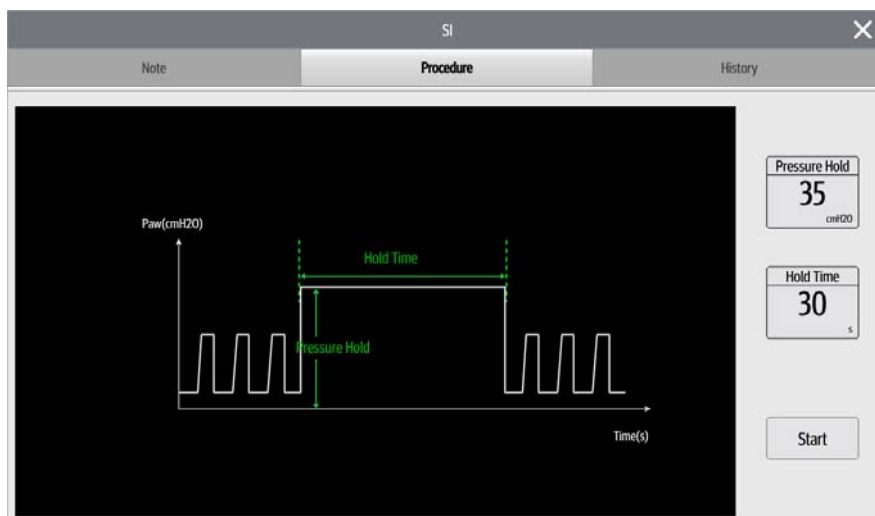 SI
Note
Procedure
History
Paw(cmH2O)
Hold Time
Pressure Hold
Time(s)
Pressure Hold
35
cmH2O
Hold Time
30
s
Start